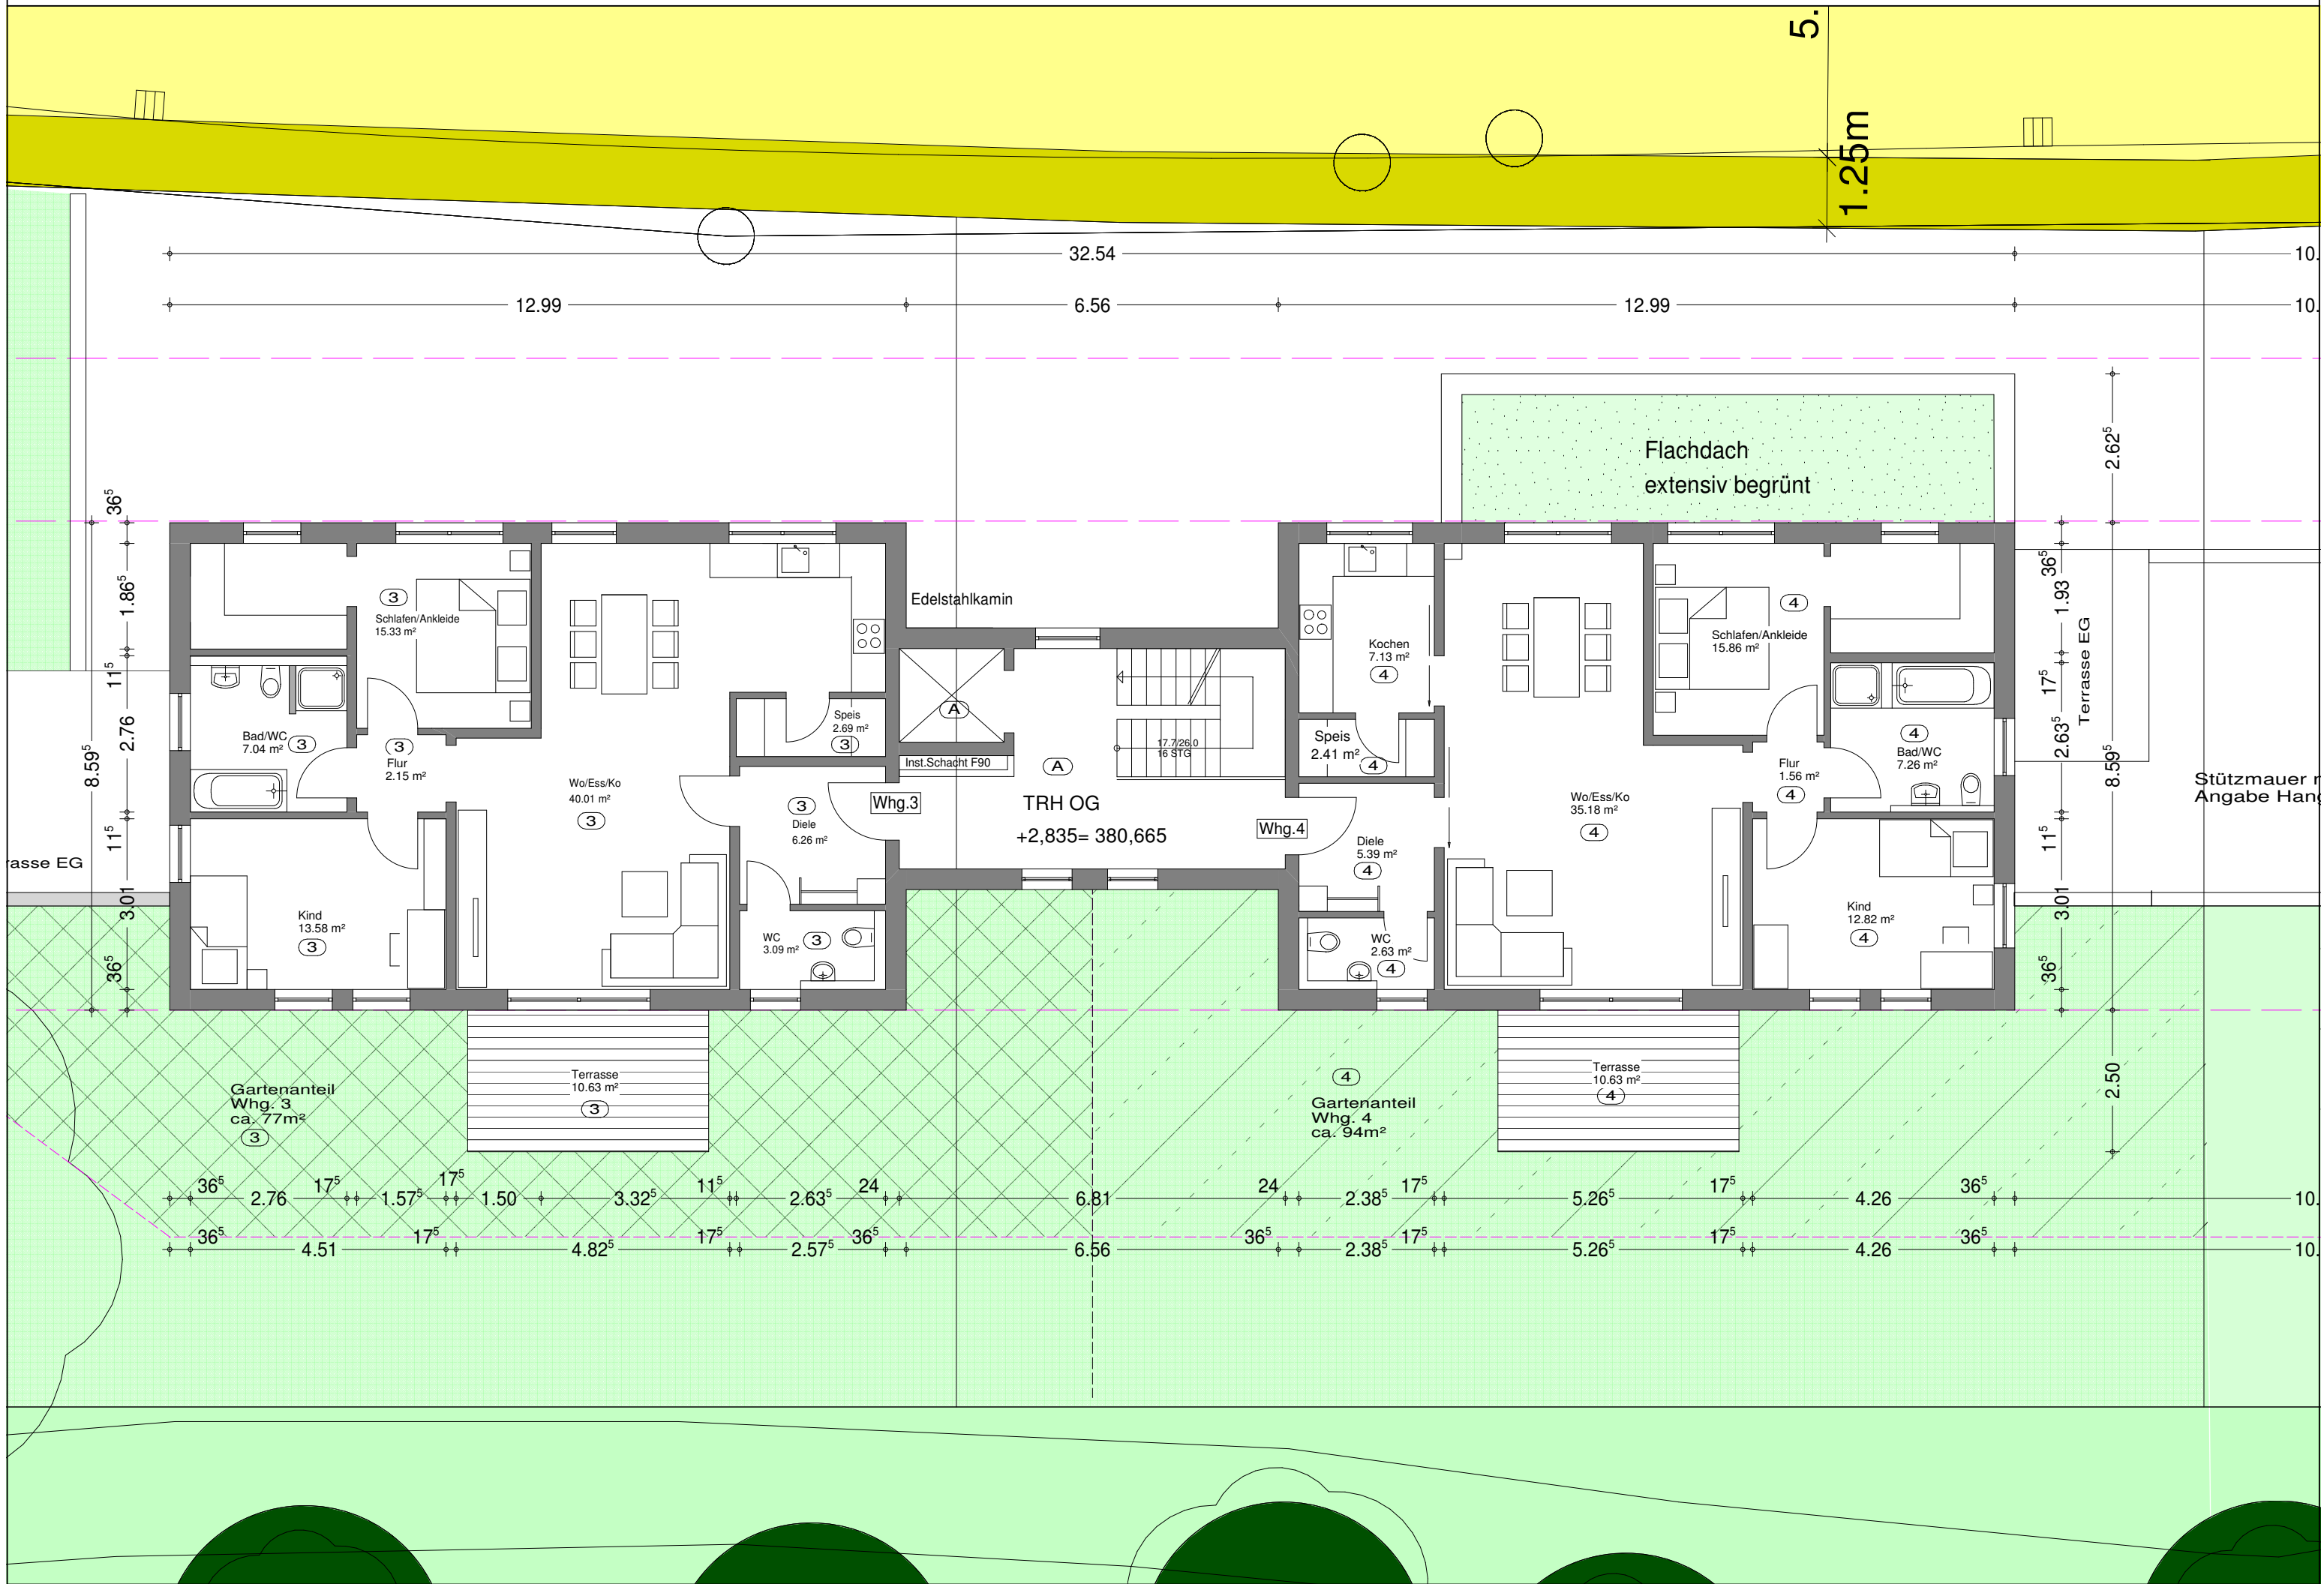 5.
1.25m
32.54
10.
12.99
6.56
12.99
10.
Flachdach
extensiv begrünt
2.62⁵
36⁵
1.86⁵
11⁵
2.76
11⁵
3.01
36⁵
8.59⁵
rasse EG
3
Schlafen/Ankleide
15.33 m²
Bad/WC
7.04 m²
3
3
Flur
2.15 m²
Kind
13.58 m²
3
Wo/Ess/Ko
40.01 m²
3
Speis
2.69 m²
3
3
Diele
6.26 m²
WC
3.09 m²
3
Edelstahlkamin
A
Inst.Schacht F90
A
17.7/26.0
16 STG
Whg.3
TRH OG
+2,835= 380,665
Whg.4
Kochen
7.13 m²
4
Speis
2.41 m²
4
Diele
5.39 m²
4
WC
2.63 m²
4
Wo/Ess/Ko
35.18 m²
4
4
Schlafen/Ankleide
15.86 m²
4
Bad/WC
7.26 m²
Flur
1.56 m²
4
Kind
12.82 m²
4
36⁵
1.93
17⁵
2.63⁵
11⁵
3.01
36⁵
Terrasse EG
8.59⁵
2.50
Stützmauer
Angabe
Gartenanteil
Whg. 3
ca. 77m²
3
Terrasse
10.63 m²
3
4
Gartenanteil
Whg. 4
ca. 94m²
Terrasse
10.63 m²
4
36⁵ 2.76 17⁵ 1.57⁵ 17⁵ 1.50 3.32⁵ 11⁵ 2.63⁵ 24 6.81 24 2.38⁵ 17⁵ 5.26⁵ 17⁵ 4.26 36⁵ 10.
36⁵ 4.51 17⁵ 4.82⁵ 17⁵ 2.57⁵ 36⁵ 6.56 36⁵ 2.38⁵ 17⁵ 5.26⁵ 17⁵ 4.26 36⁵ 10.